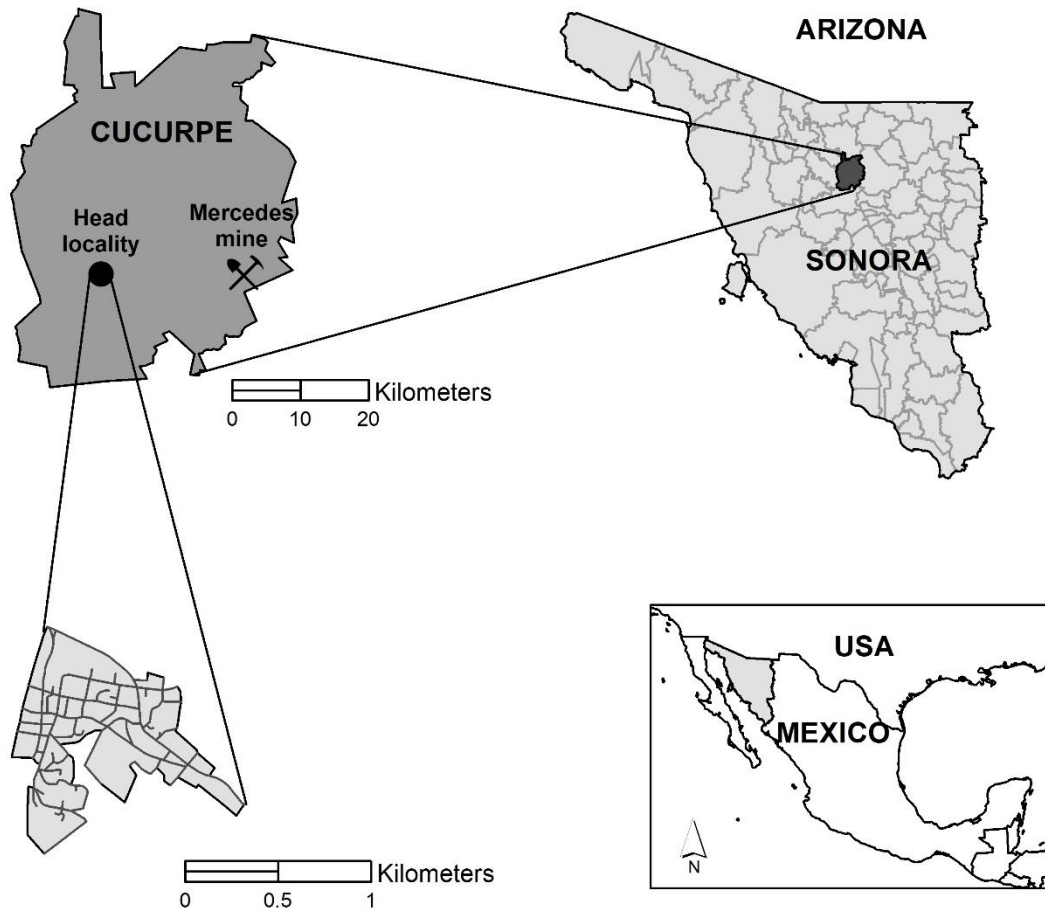 ARIZONA
CUCURPE
Head
locality
Mercedes
mine
SONORA
Kilometers
0 10 20
USA
MEXICO
N
Kilometers
0 0.5 1